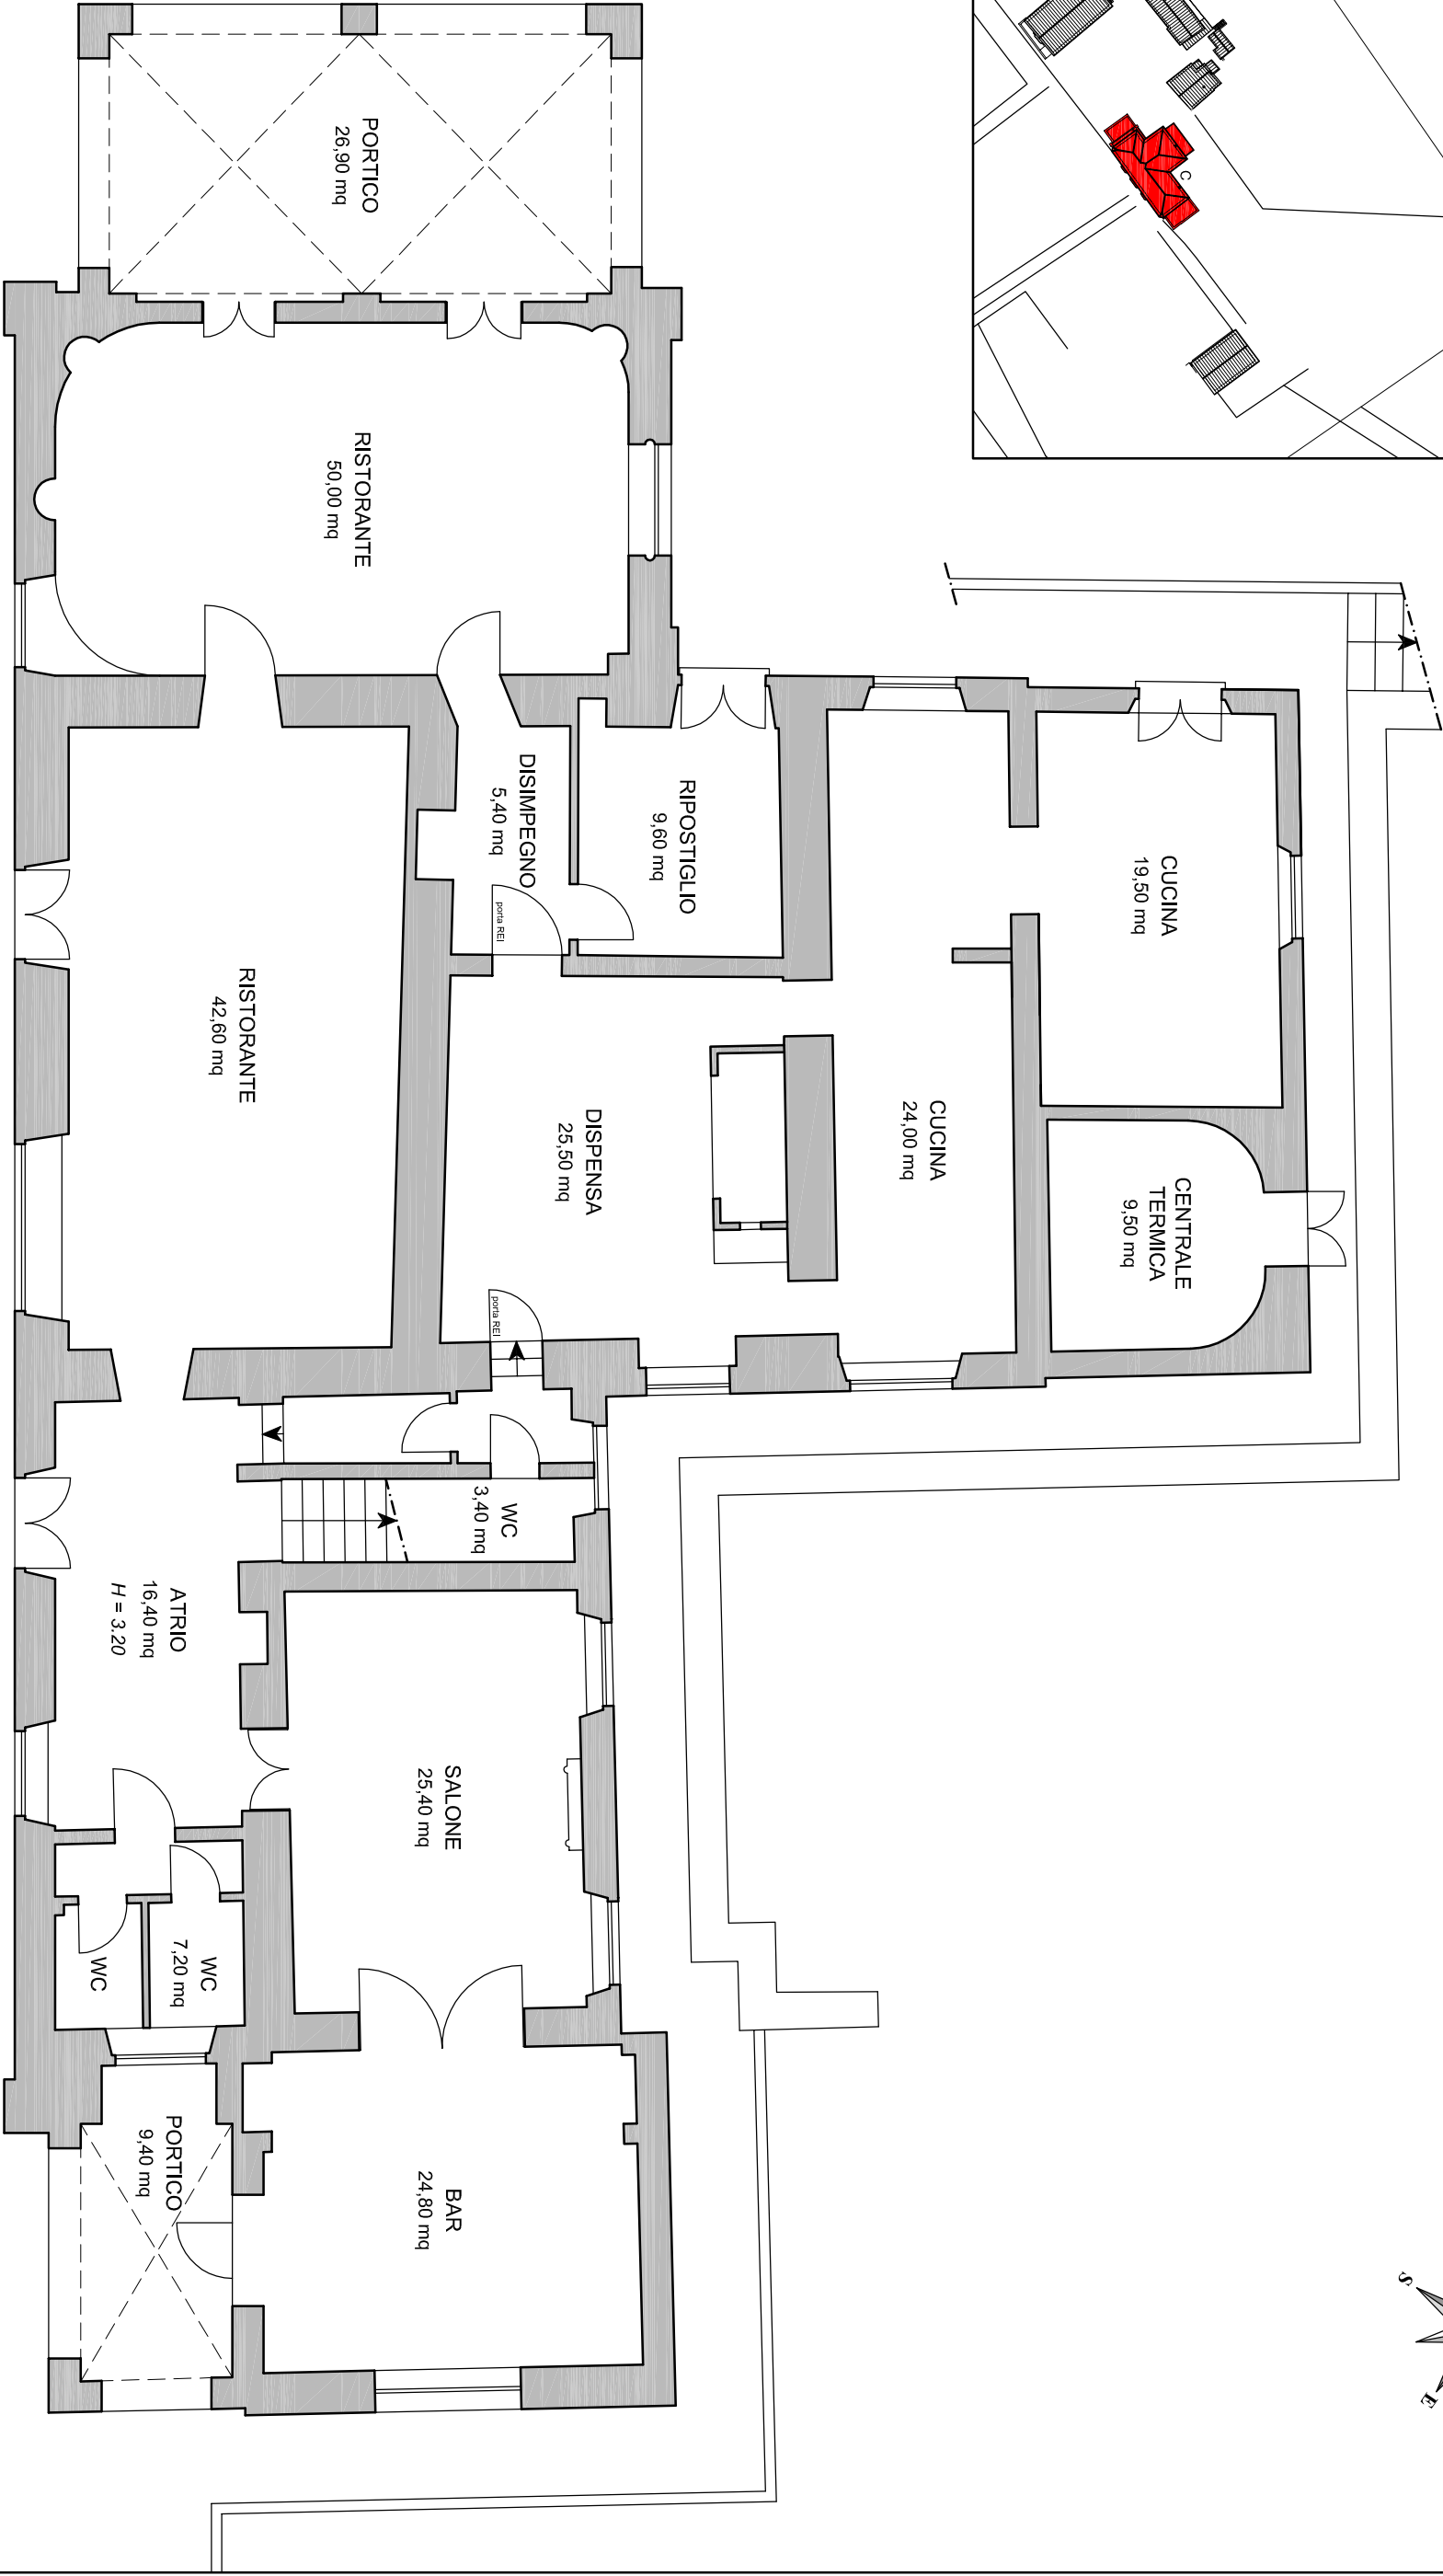 PORTICO
26,90 mq
C
RISTORANTE
50,00 mq
DISIMPEGNO
5,40 mq
porta REI
RIPOSTIGLIO
9,60 mq
CUCINA
19,50 mq
RISTORANTE
42,60 mq
DISPENSA
25,50 mq
porta REI
CUCINA
24,00 mq
CENTRALE
TERMICA
9,50 mq
WC
3,40 mq
ATRIO
16,40 mq
H = 3.20
SALONE
25,40 mq
WC
7,20 mq
WC
PORTICO
9,40 mq
BAR
24,80 mq
S
E